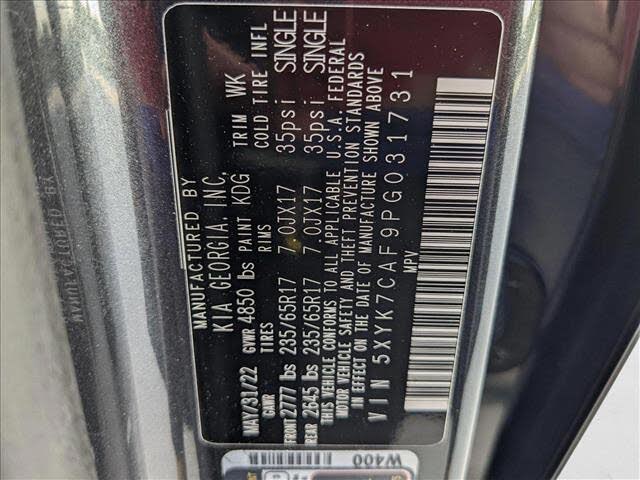 MANUFACTURED BY
KIA GEORGIA, INC.
MAY/31/22 GVWR 4850 lbs PAINT KDG TRIM WK
GAWR TIRES RIMS COLD TIRE INFL
FRONT 2777 lbs 235/65R17 7.0JX17 35psi SINGLE
REAR 2645 lbs 235/65R17 7.0JX17 35psi SINGLE
THIS VEHICLE CONFORMS TO ALL APPLICABLE U.S.A. FEDERAL
MOTOR VEHICLE SAFETY AND THEFT PREVENTION STANDARDS
IN EFFECT ON THE DATE OF MANUFACTURE SHOWN ABOVE
VIN 5XYK7CAF9PG031731
MPV
W400